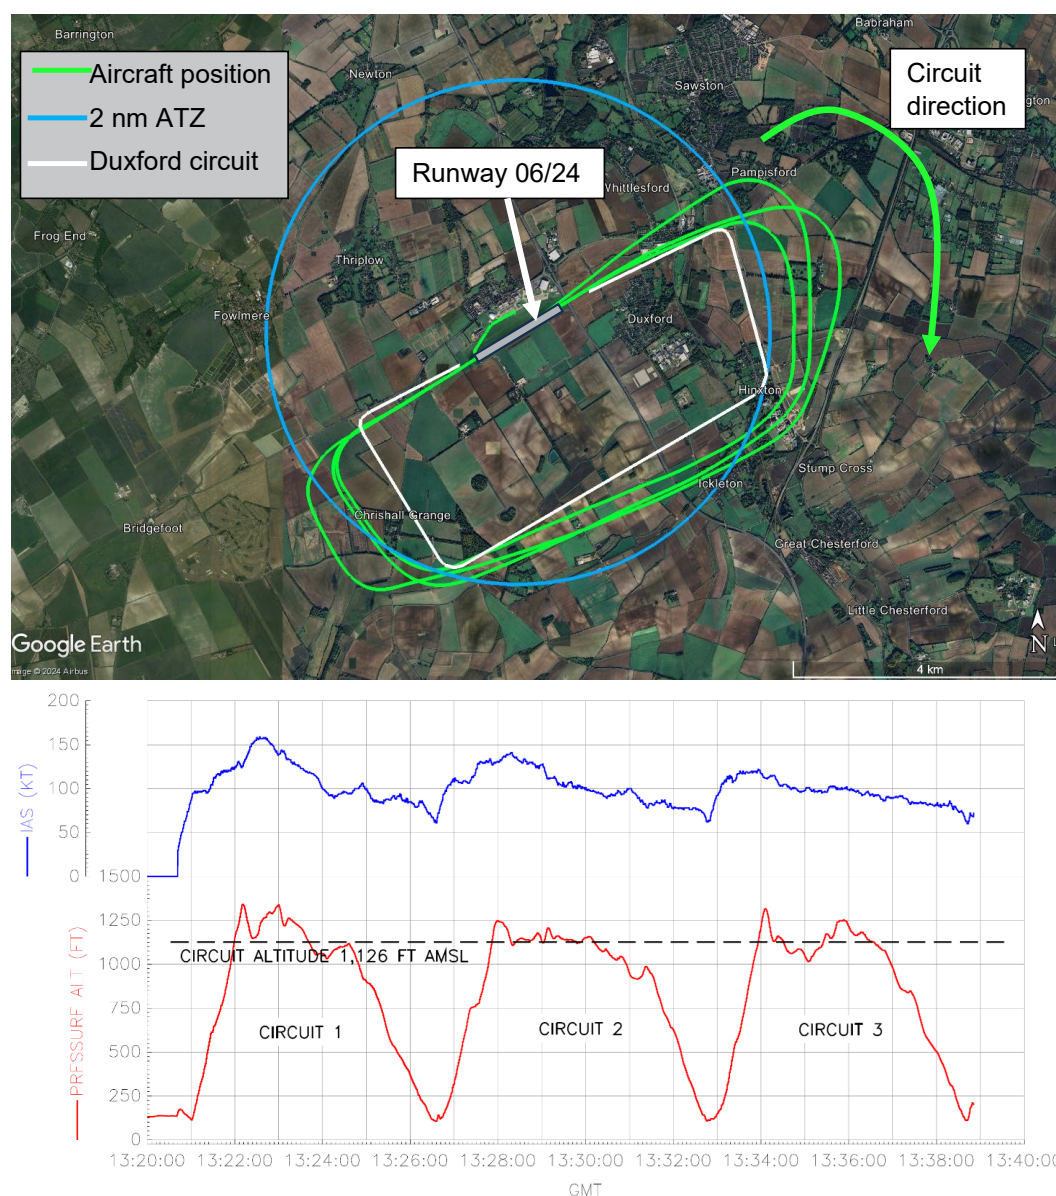 Barrington
Babraham
Aircraft position
2 nm ATZ
Duxford circuit
Newton
Sawston
Circuit
direction
Runway 06/24
Whittlesford
Pampisford
Frog End
Thriplow
Fowlmere
Duxford
Hinxton
Stump Cross
Ickleton
Chrishall Grange
Bridgefoot
Great Chesterford
Little Chesterford
Google Earth
Image © 2024 Airbus
N
4 km
200
150
100
50
0
IAS (KT)
1500
1250
1000
750
500
250
0
PRESSURE ALT (FT)
CIRCUIT ALTITUDE 1,126 FT AMSL
CIRCUIT 1
CIRCUIT 2
CIRCUIT 3
13:20:00 13:22:00 13:24:00 13:26:00 13:28:00 13:30:00 13:32:00 13:34:00 13:36:00 13:38:00 13:40:00
GMT